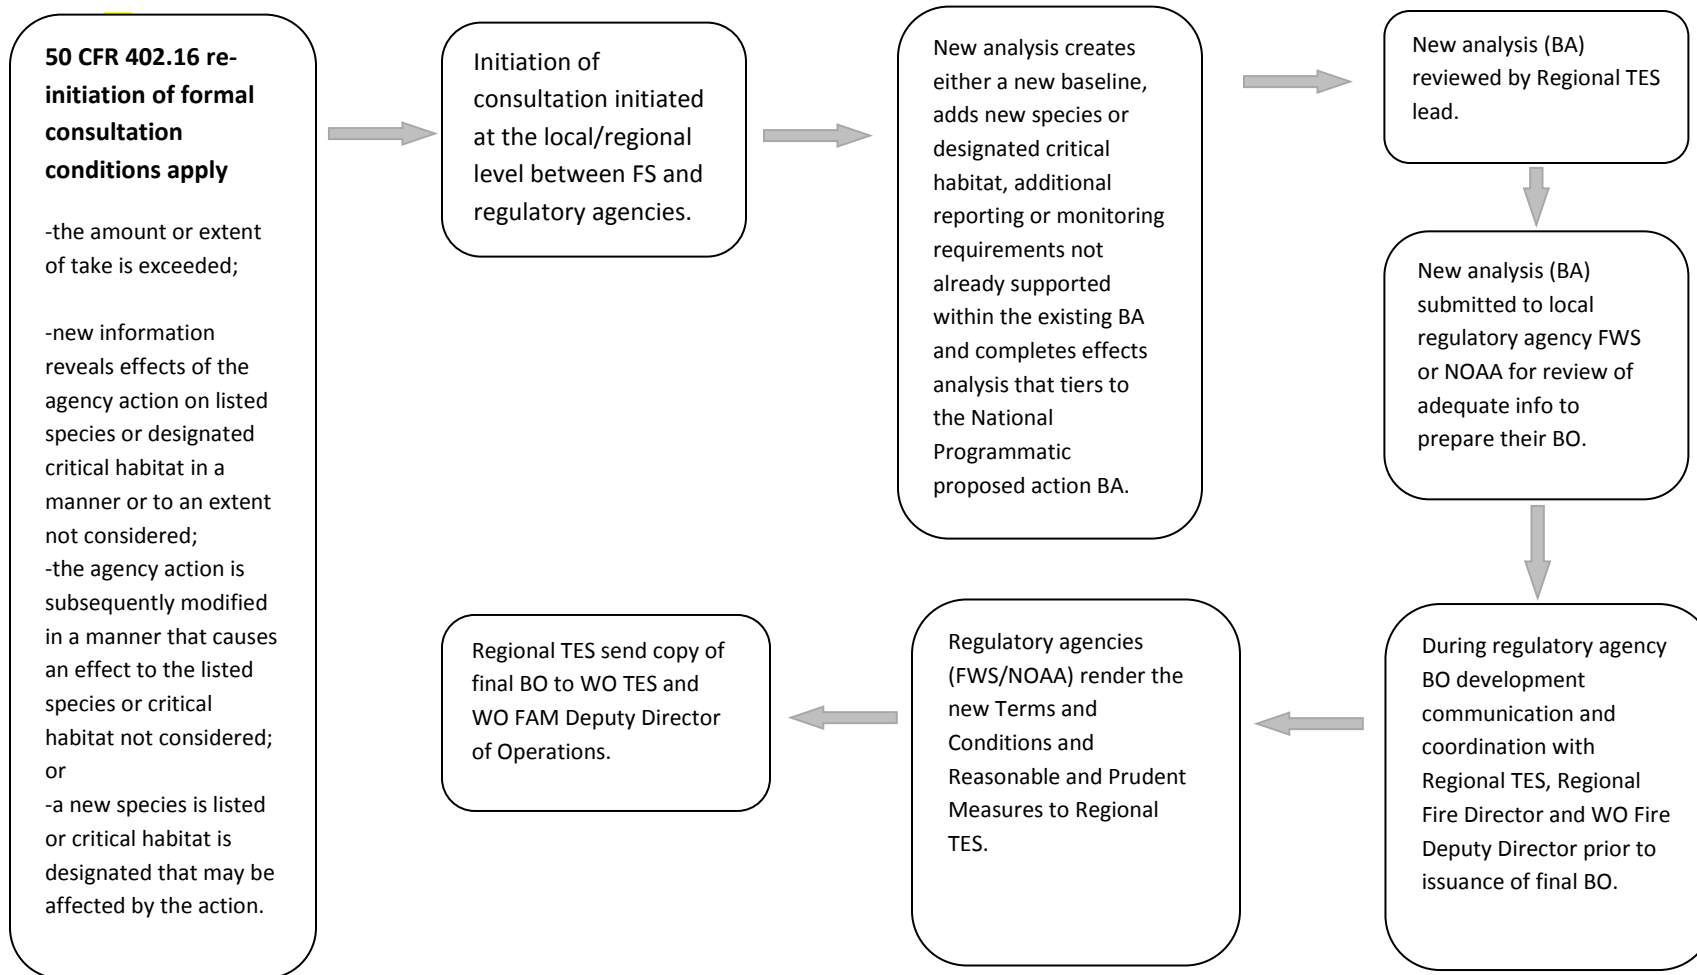 50 CFR 402.16 re-
initiation of formal
consultation
conditions apply
-the amount or extent
of take is exceeded;
-new information
reveals effects of the
agency action on listed
species or designated
critical habitat in a
manner or to an extent
not considered;
-the agency action is
subsequently modified
in a manner that causes
an effect to the listed
species or critical
habitat not considered;
or
-a new species is listed
or critical habitat is
designated that may be
affected by the action.
Initiation of
consultation initiated
at the local/regional
level between FS and
regulatory agencies.
New analysis creates
either a new baseline,
adds new species or
designated critical
habitat, additional
reporting or monitoring
requirements not
already supported
within the existing BA
and completes effects
analysis that tiers to
the National
Programmatic
proposed action BA.
New analysis (BA)
reviewed by Regional TES
lead.
New analysis (BA)
submitted to local
regulatory agency FWS
or NOAA for review of
adequate info to
prepare their BO.
During regulatory agency
BO development
communication and
coordination with
Regional TES, Regional
Fire Director and WO Fire
Deputy Director prior to
issuance of final BO.
Regulatory agencies
(FWS/NOAA) render the
new Terms and
Conditions and
Reasonable and Prudent
Measures to Regional
TES.
Regional TES send copy of
final BO to WO TES and
WO FAM Deputy Director
of Operations.